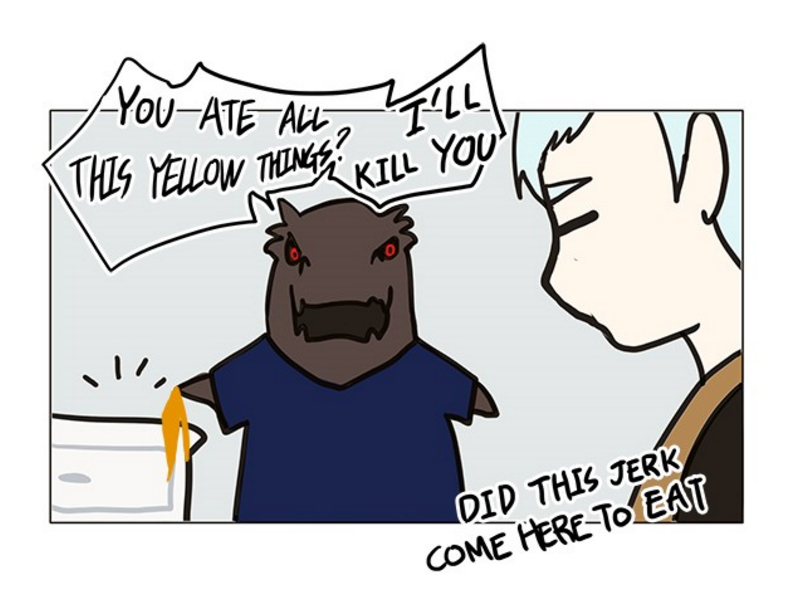 YOU ATE ALL
THIS YELLOW THINGS?
I'LL
KILL YOU
DID THIS JERK
COME HERE TO EAT